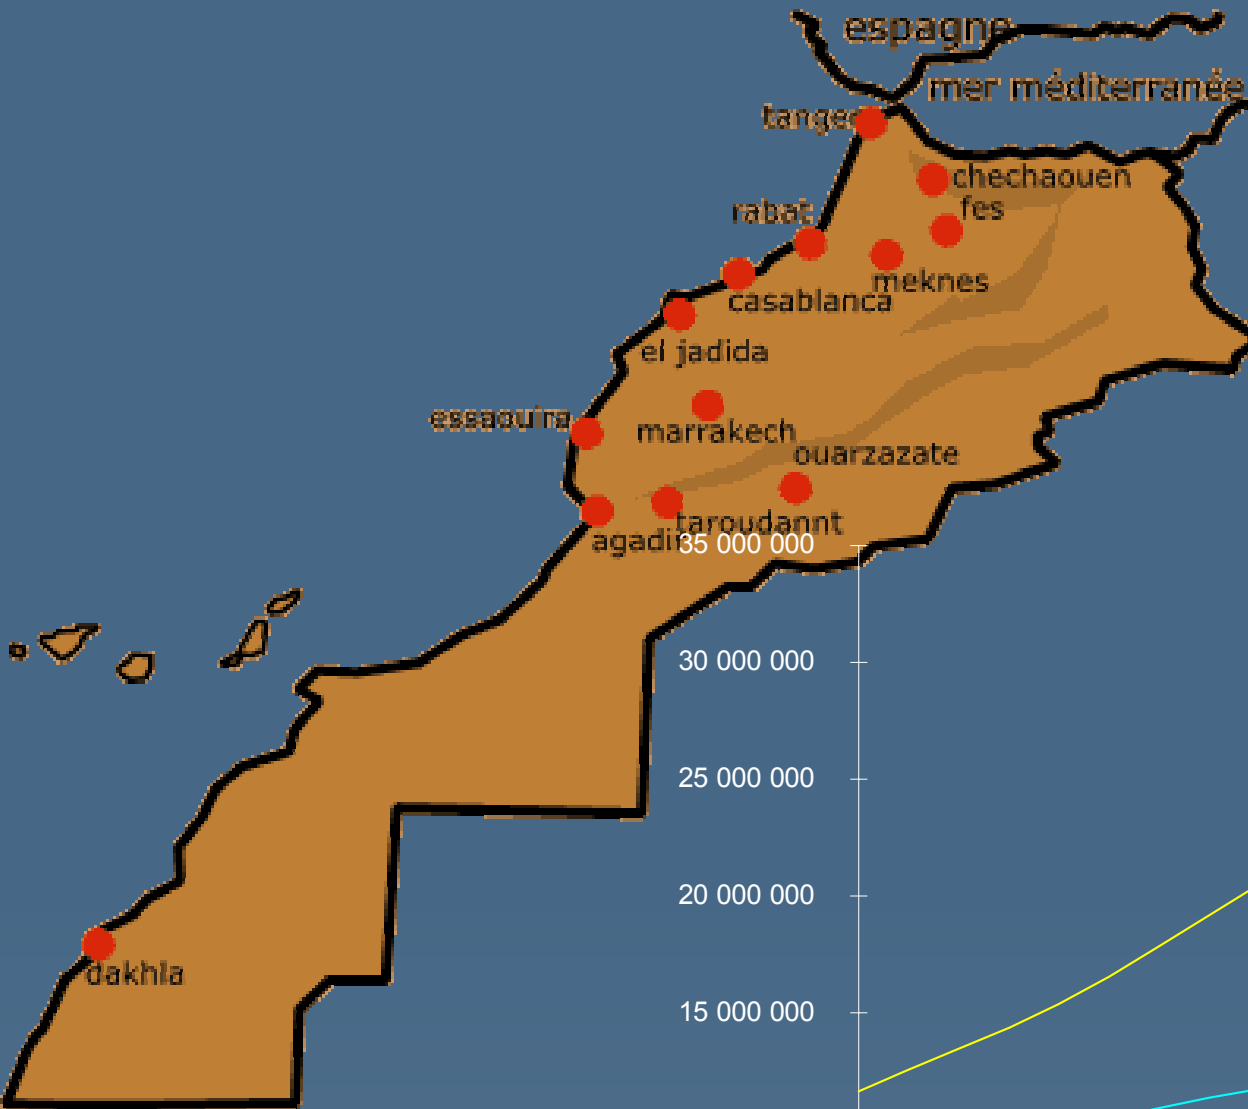 espagne
mer méditerranée
tanger
chechaouen
rabat
fes
meknes
casablanca
el jadida
essaouira
marrakech
ouarzazate
taroudannt
agadir
35 000 000
30 000 000
25 000 000
20 000 000
dakhla
15 000 000